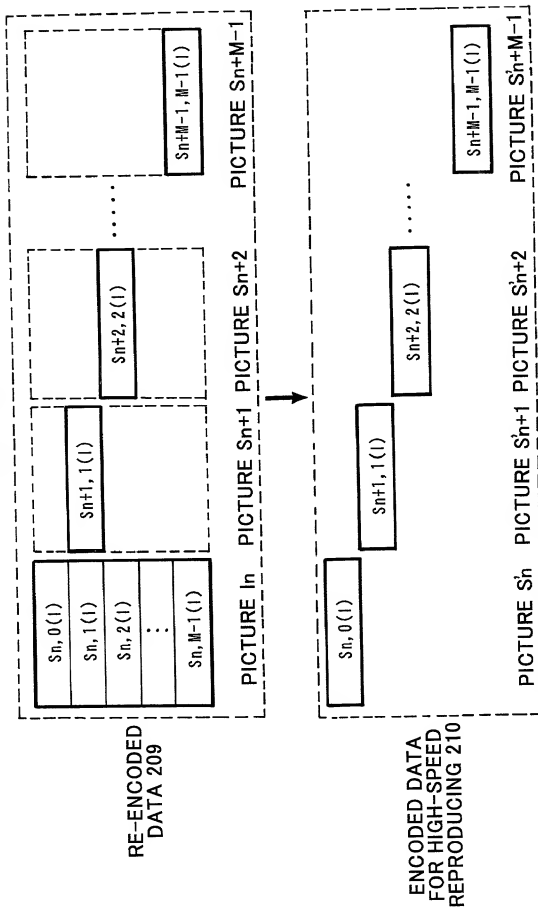 RE-ENCODED
DATA 209
Sn,0(I)
Sn,1(I)
Sn,2(I)
⋮
Sn,M-1(I)
Sn+1,1(I)
Sn+2,2(I)
.....
Sn+M-1,M-1(I)
PICTURE In
PICTURE Sn+1
PICTURE Sn+2
PICTURE Sn+M-1
ENCODED DATA
FOR HIGH-SPEED
REPRODUCING 210
Sn,0(I)
Sn+1,1(I)
Sn+2,2(I)
.....
Sn+M-1,M-1(I)
PICTURE S'n
PICTURE S'n+1
PICTURE S'n+2
PICTURE S'n+M-1